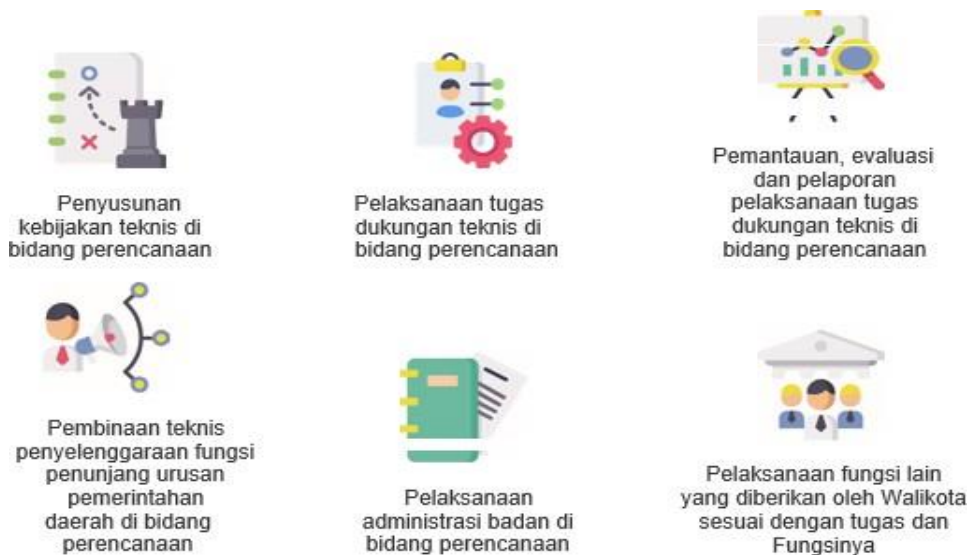 Penyusunan
kebijakan teknis di
bidang perencanaan
Pelaksanaan tugas
dukungan teknis di
bidang perencanaan
Pemantauan, evaluasi
dan pelaporan
pelaksanaan tugas
dukungan teknis di
bidang perencanaan
Pembinaan teknis
penyelenggaraan fungsi
penunjang urusan
pemerintahan
daerah di bidang
perencanaan
Pelaksanaan
administrasi badan di
bidang perencanaan
Pelaksanaan fungsi lain
yang diberikan oleh Walikota
sesuai dengan tugas dan
Fungsinya